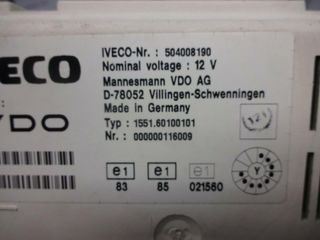 IVECO-Nr. : 504008190
Nominal voltage : 12 V
Mannesmann VDO AG
D-78052 Villingen-Schwenningen
Made in Germany
Typ : 1551.60100101
Nr : 000000116009
ECO
VDO
e1 e1
83 85 021560
Y